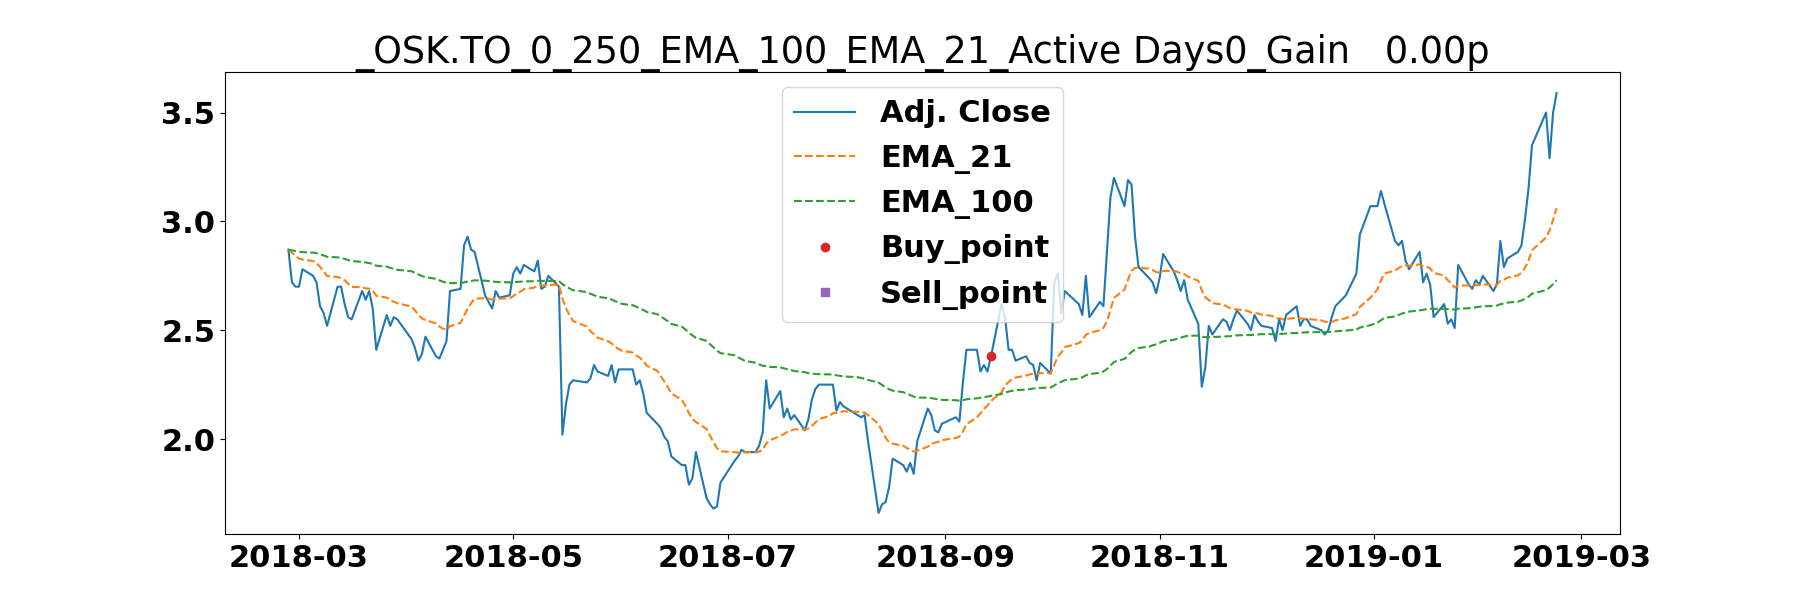 _OSK.TO_0_250_EMA_100_EMA_21_Active Days0_Gain   0.00p
3.5
3.0
2.5
2.0
Adj. Close
EMA_21
EMA_100
Buy_point
Sell_point
2018-03 2018-05 2018-07 2018-09 2018-11 2019-01 2019-03